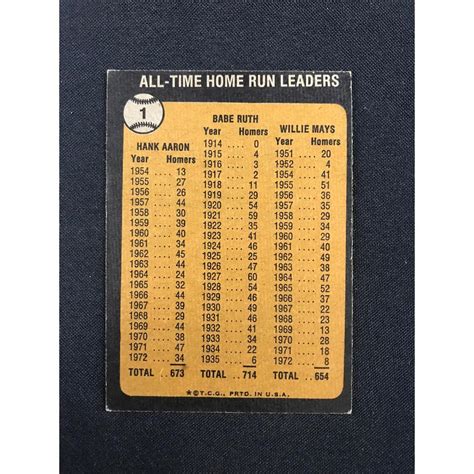 ALL-TIME HOME RUN LEADERS
1
HANK AARON
Year Homers
1954 .... 13
1955 .... 27
1956 .... 26
1957 .... 44
1958 .... 30
1959 .... 39
1960 .... 40
1961 .... 34
1962 .... 45
1963 .... 44
1964 .... 24
1965 .... 32
1966 .... 44
1967 .... 39
1968 .... 29
1969 .... 44
1970 .... 38
1971 .... 47
1972 .... 34
TOTAL .. 673
BABE RUTH
Year Homers
1914 .... 0
1915 .... 4
1916 .... 3
1917 .... 2
1918 .... 11
1919 .... 29
1920 .... 54
1921 .... 59
1922 .... 35
1923 .... 41
1924 .... 46
1925 .... 25
1926 .... 47
1927 .... 60
1928 .... 54
1929 .... 46
1930 .... 49
1931 .... 46
1932 .... 41
1933 .... 34
1934 .... 22
1935 .... 6
TOTAL .. 714
WILLIE MAYS
Year Homers
1951 .... 20
1952 .... 4
1954 .... 41
1955 .... 51
1956 .... 36
1957 .... 35
1958 .... 29
1959 .... 34
1960 .... 29
1961 .... 40
1962 .... 49
1963 .... 38
1964 .... 47
1965 .... 52
1966 .... 37
1967 .... 22
1968 .... 23
1969 .... 13
1970 .... 28
1971 .... 18
1972 .... 8
TOTAL .. 654
*©T.C.G., PRTD. IN U.S.A.